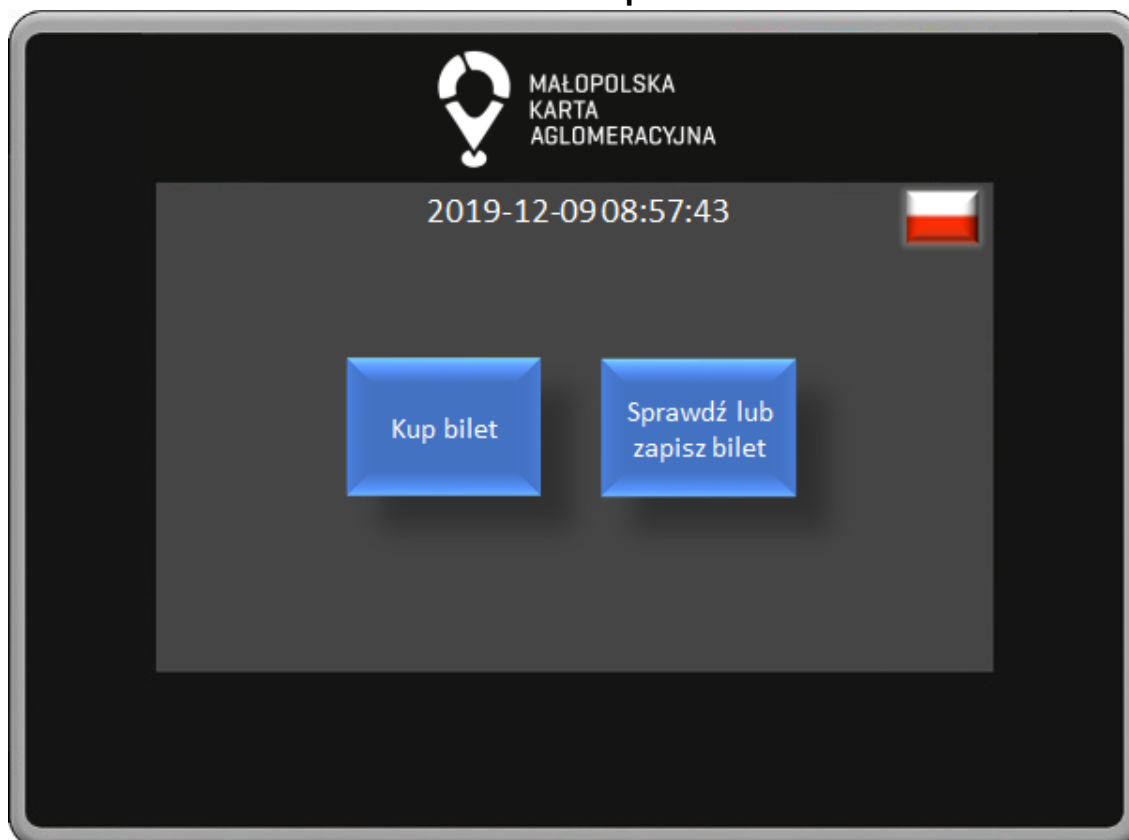 MAŁOPOLSKA
KARTA
AGLOMERACYJNA
2019-12-09 08:57:43
Kup bilet
Sprawdź lub
zapisz bilet